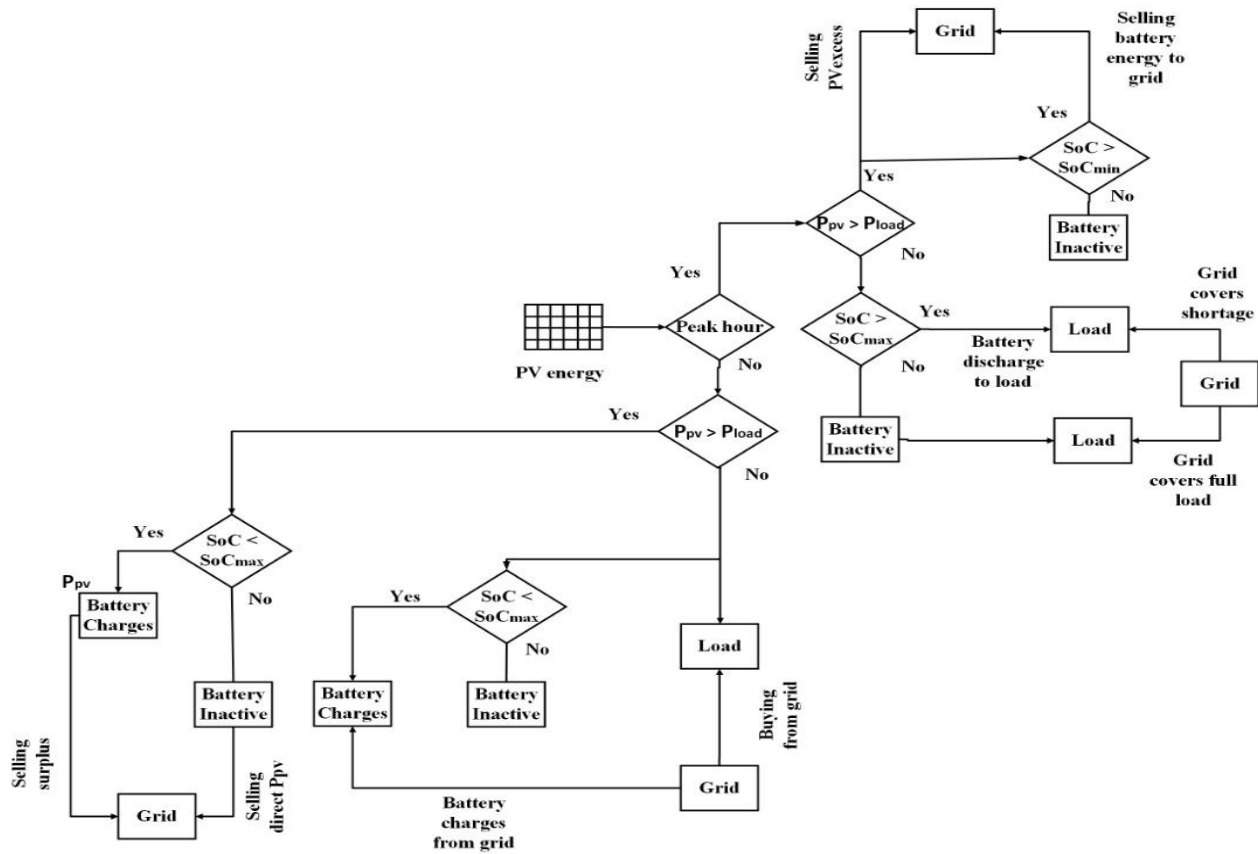 Grid
Selling
PVexcess
Selling
battery
energy to
grid
Yes
SoC >
SoCmin
No
Battery
Inactive
Yes
Ppv > Pload
No
Yes
Peak hour
No
PV energy
SoC >
SoCmax
Yes
Battery
discharge
to load
No
Load
Grid
covers
shortage
Grid
Battery
Inactive
Load
Grid
covers full
load
Yes
Ppv > Pload
No
Yes
SoC <
SoCmax
No
Ppv
Battery
Charges
Battery
Inactive
Selling
surplus
Grid
Selling
direct Ppv
Yes
SoC <
SoCmax
No
Battery
Charges
Battery
Inactive
Load
Buying
from grid
Grid
Battery
charges
from grid